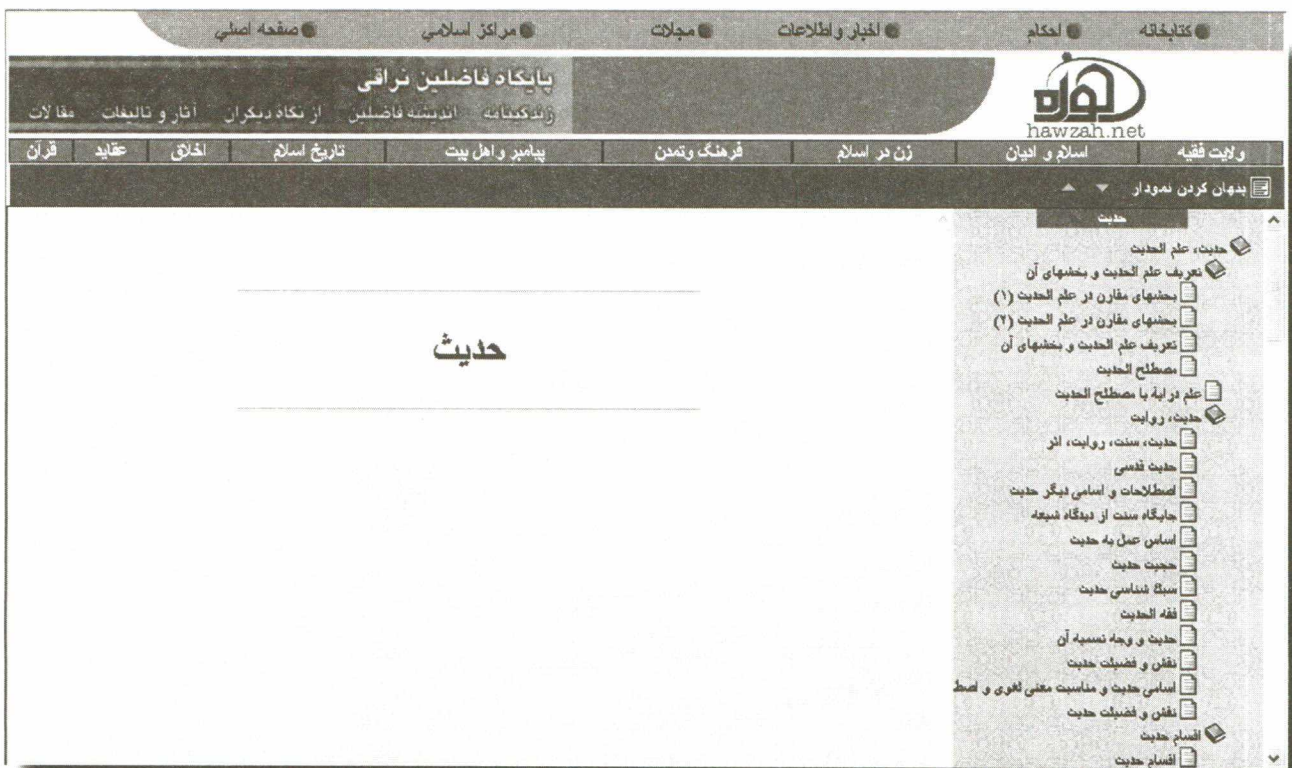 کتابخانه احکام اخبار و اطلاعات مجلات مراکز اسلامی صفحه اصلی
حوزه
hawzah.net
پایگاه فاضلین نراقی
زندگینامه اندیشه فاضلین از نگاه دیگران آثار و تالیفات مقالات
ولایت فقیه اسلام و ادیان زن در اسلام فرهنگ وتمدن پیامبر و اهل بیت تاریخ اسلام اخلاق عقاید قرآن
پنهان کردن نمودار
حدیث
حدیث، علم الحدیث
تعریف علم الحدیث و بخشهای آن
بحثهای مقارن در علم الحدیث (۱)
بحثهای مقارن در علم الحدیث (۲)
تعریف علم الحدیث و بخشهای آن
مصطلح الحدیث
علم درایة یا مصطلح الحدیث
حدیث، روایت
حدیث، سنت، روایت، اثر
حدیث قدسی
اصطلاحات و اسامی دیگر حدیث
جایگاه سنت از دیدگاه شیعه
اساس عمل به حدیث
حجیت حدیث
سبک شناسی حدیث
فقه الحدیث
حدیث و وجه تسمیه آن
نقش و فضیلت حدیث
اسامی حدیث و مناسبت معنی لغوی و اصط
نقش و فضیلت حدیث
اقسام حدیث
اقسام حدیث
حدیث